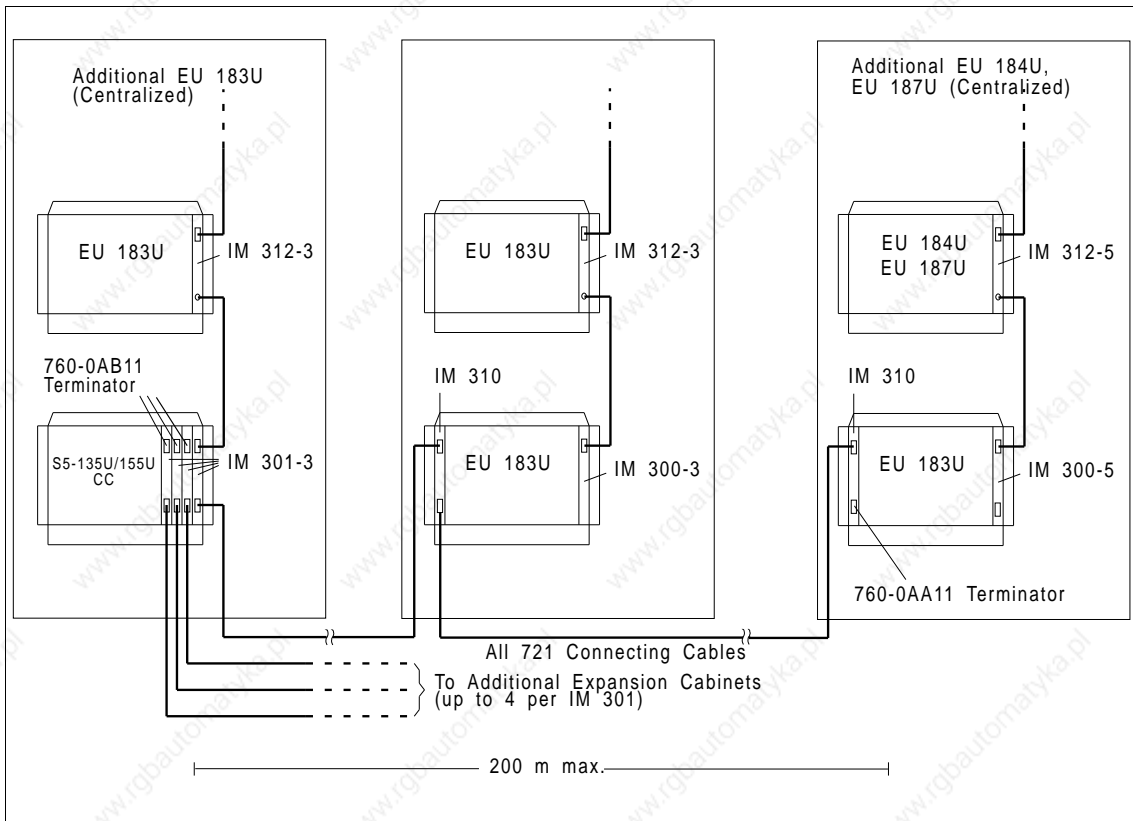 Additional EU 183U
(Centralized)
EU 183U
IM 312-3
760-0AB11
Terminator
S5-135U/155U
CC
IM 301-3
EU 183U
IM 312-3
IM 310
EU 183U
IM 300-3
Additional EU 184U,
EU 187U (Centralized)
EU 184U
EU 187U
IM 312-5
IM 310
EU 183U
IM 300-5
760-0AA11 Terminator
All 721 Connecting Cables
To Additional Expansion Cabinets
(up to 4 per IM 301)
200 m max.
www.rgbautomatyka.pl